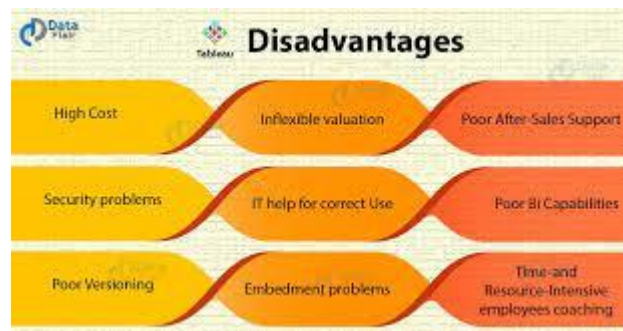 Data
Flair
Tableau
Disadvantages
High Cost
Inflexible valuation
Poor After-Sales Support
Security problems
IT help for correct Use
Poor Bi Capabilities
Poor Versioning
Embedment problems
Time-and
Resource-Intensive
employees coaching